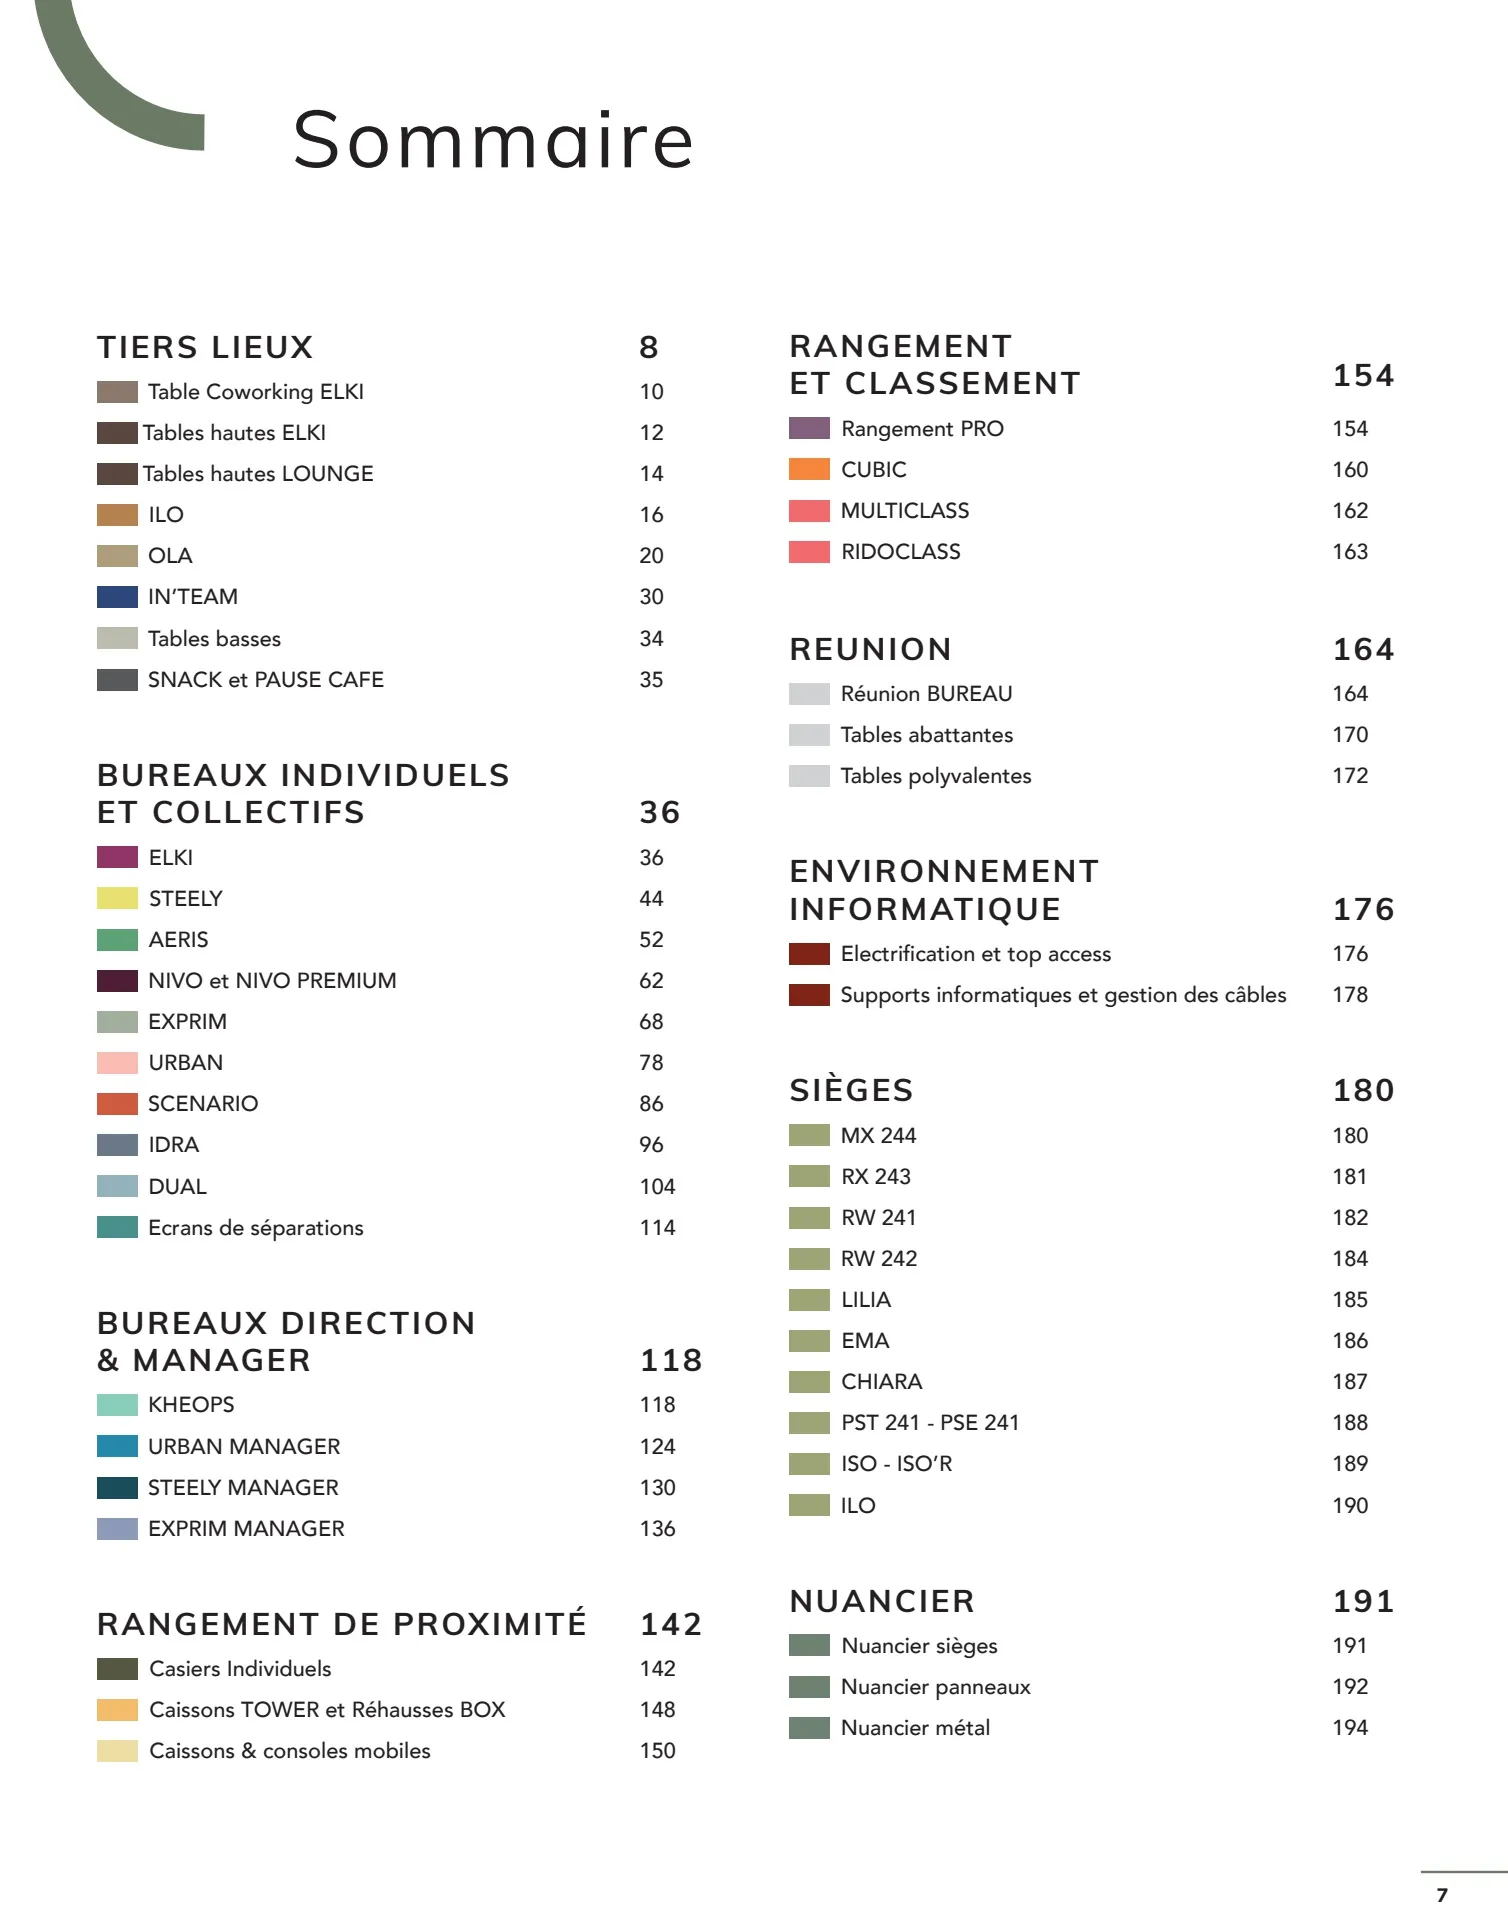 Sommaire
TIERS LIEUX 8
Table Coworking ELKI 10
Tables hautes ELKI 12
Tables hautes LOUNGE 14
ILO 16
OLA 20
IN’TEAM 30
Tables basses 34
SNACK et PAUSE CAFE 35
BUREAUX INDIVIDUELS
ET COLLECTIFS 36
ELKI 36
STEELY 44
AERIS 52
NIVO et NIVO PREMIUM 62
EXPRIM 68
URBAN 78
SCENARIO 86
IDRA 96
DUAL 104
Ecrans de séparations 114
BUREAUX DIRECTION
& MANAGER 118
KHEOPS 118
URBAN MANAGER 124
STEELY MANAGER 130
EXPRIM MANAGER 136
RANGEMENT DE PROXIMITÉ 142
Casiers Individuels 142
Caissons TOWER et Réhausses BOX 148
Caissons & consoles mobiles 150
RANGEMENT
ET CLASSEMENT 154
Rangement PRO 154
CUBIC 160
MULTICLASS 162
RIDOCLASS 163
REUNION 164
Réunion BUREAU 164
Tables abattantes 170
Tables polyvalentes 172
ENVIRONNEMENT
INFORMATIQUE 176
Electrification et top access 176
Supports informatiques et gestion des câbles 178
SIÈGES 180
MX 244 180
RX 243 181
RW 241 182
RW 242 184
LILIA 185
EMA 186
CHIARA 187
PST 241 - PSE 241 188
ISO - ISO’R 189
ILO 190
NUANCIER 191
Nuancier sièges 191
Nuancier panneaux 192
Nuancier métal 194
7